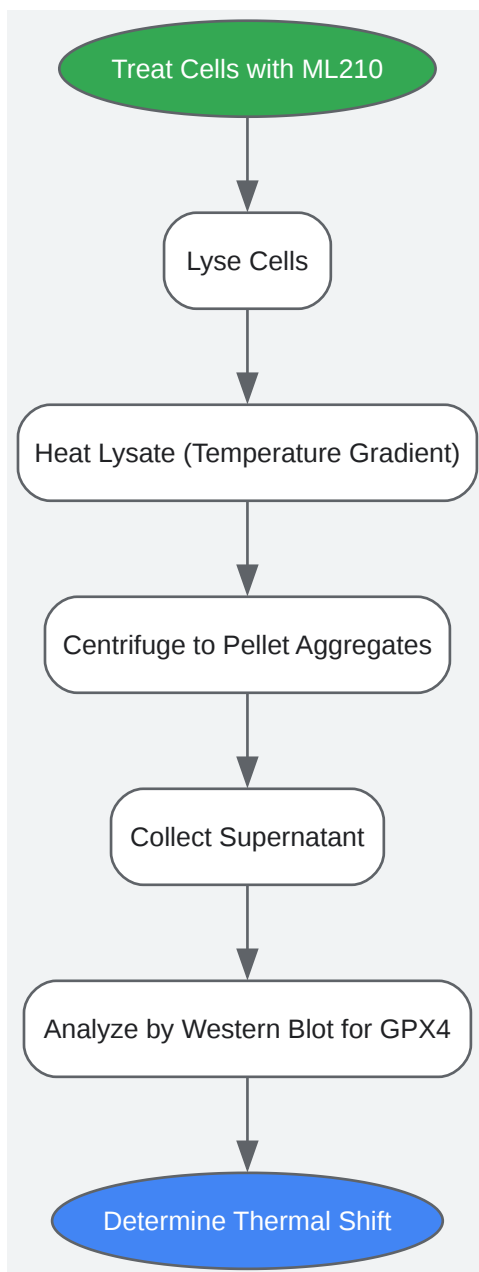 Treat Cells with ML210
Lyse Cells
Heat Lysate (Temperature Gradient)
Centrifuge to Pellet Aggregates
Collect Supernatant
Analyze by Western Blot for GPX4
Determine Thermal Shift